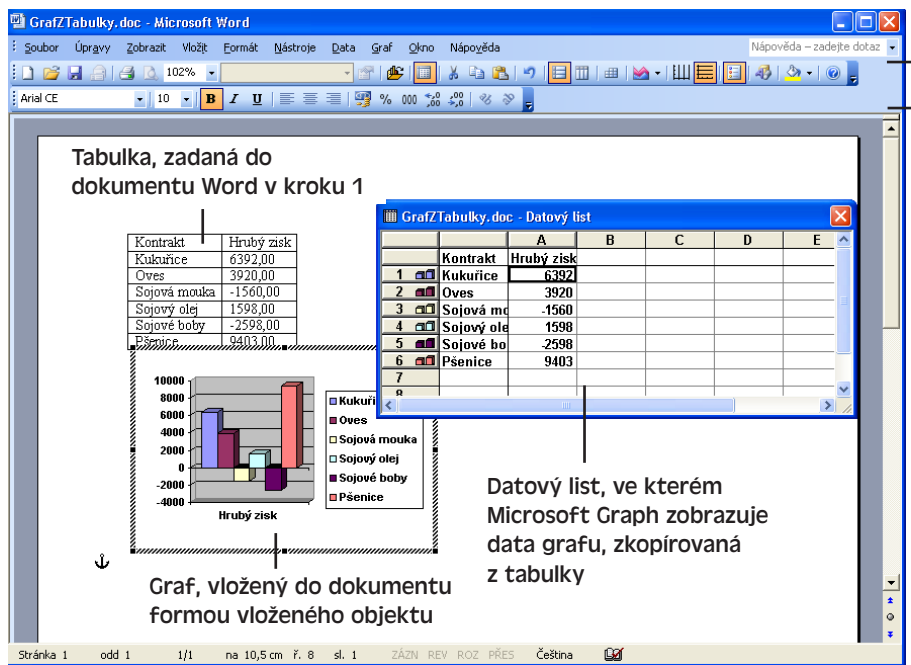 GrafZTabulky.doc - Microsoft Word
Soubor Úpravy Zobrazit Vložit Formát Nástroje Data Graf Okno Nápověda Nápověda – zadejte dotaz
102%
Arial CE 10 B I U % 000
Tabulka, zadaná do
dokumentu Word v kroku 1
GrafZTabulky.doc - Datový list
Kontrakt Hrubý zisk
Kukuřice 6392,00
Oves 3920,00
Sojová mouka -1560,00
Sojový olej 1598,00
Sojové boby -2598,00
Pšenice 9403,00
A B C D E
Kontrakt Hrubý zisk
1 Kukuřice 6392
2 Oves 3920
3 Sojová mo -1560
4 Sojový ole 1598
5 Sojové bo -2598
6 Pšenice 9403
7
8
10000
8000
6000
4000
2000
0
-2000
-4000
Hrubý zisk
Kukuři
Oves
Sojová mouka
Sojový olej
Sojové boby
Pšenice
Datový list, ve kterém
Microsoft Graph zobrazuje
data grafu, zkopírovaná
z tabulky
Graf, vložený do dokumentu
formou vloženého objektu
Stránka 1 odd 1 1/1 na 10,5 cm ř. 8 sl. 1 ZÁZN REV ROZ PŘES Čeština